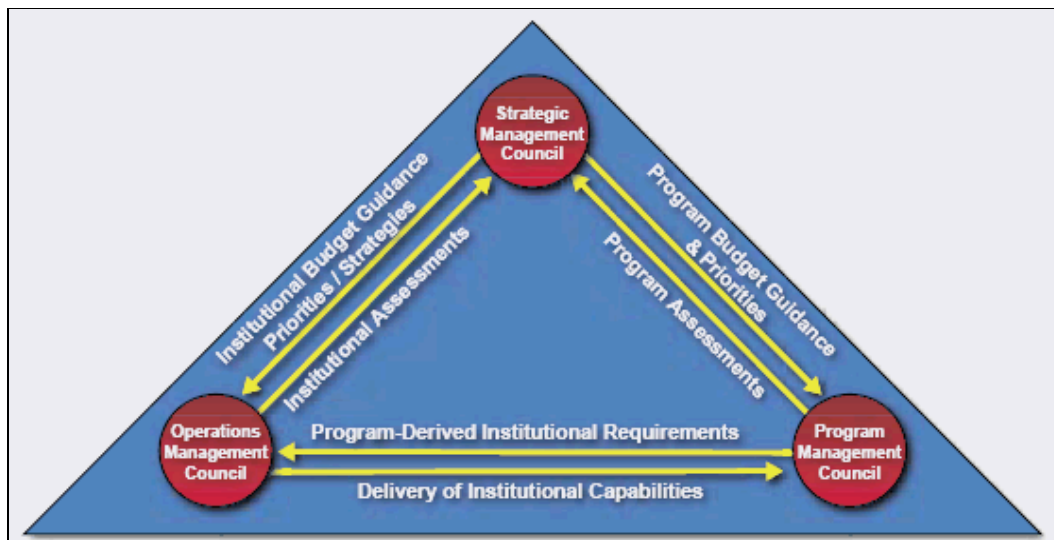 Strategic
Management
Council
Institutional Budget Guidance
Priorities / Strategies
Institutional Assessments
Program Budget Guidance
& Priorities
Program Assessments
Operations
Management
Council
Program-Derived Institutional Requirements
Delivery of Institutional Capabilities
Program
Management
Council